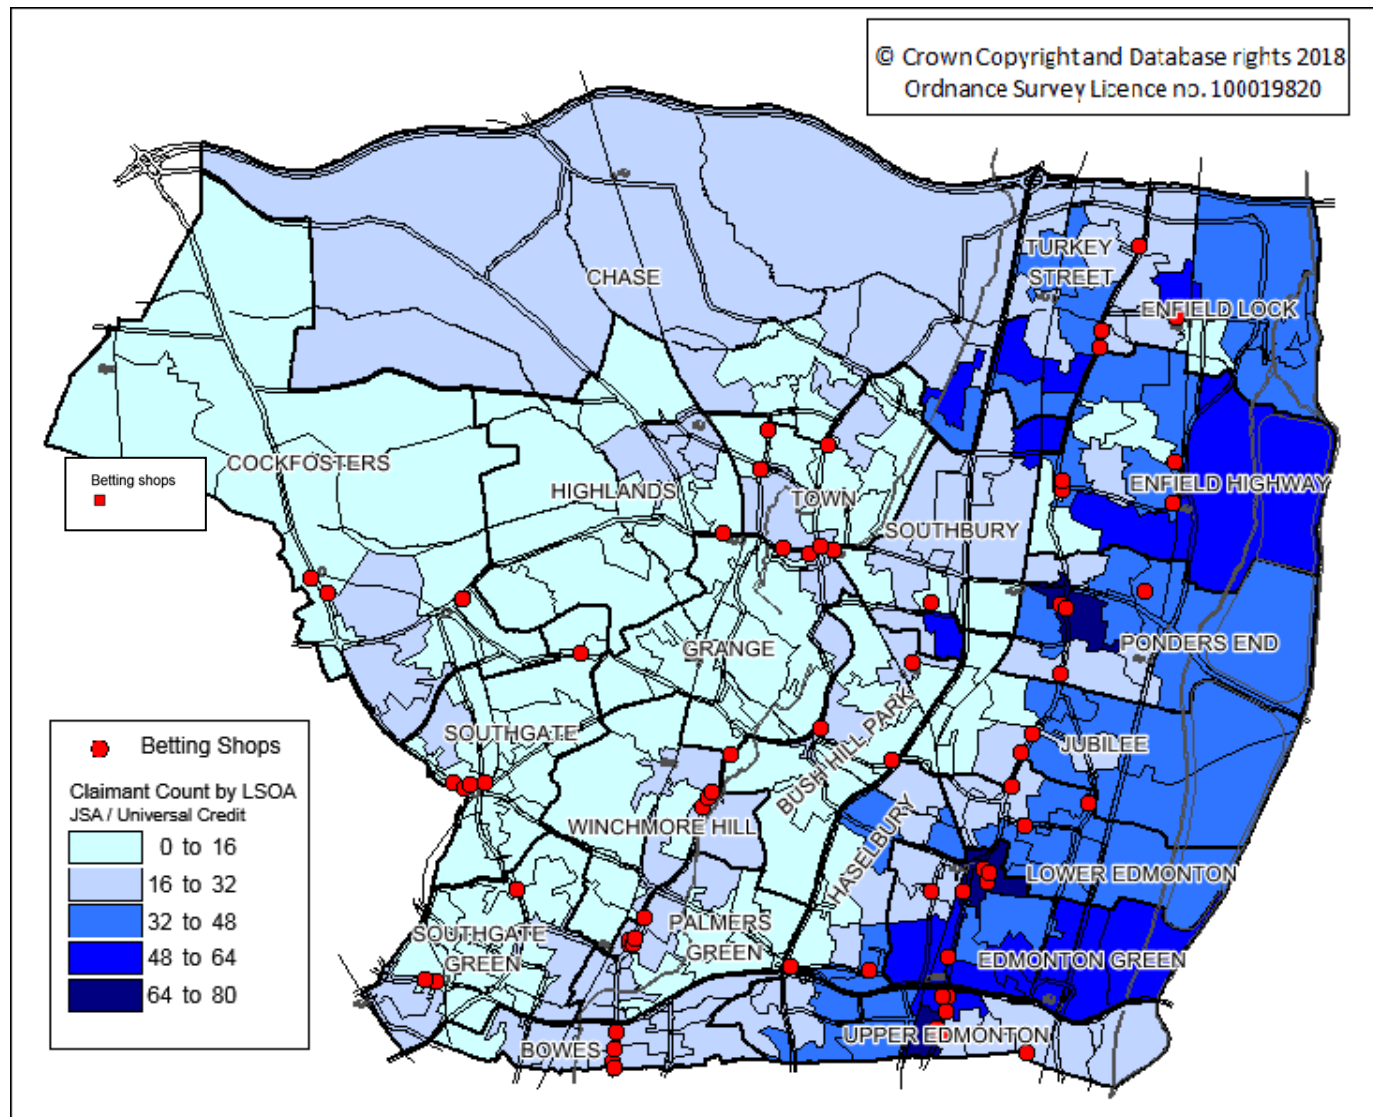 © Crown Copyright and Database rights 2018
Ordnance Survey Licence no. 100019820
TURKEY
STREET
CHASE
ENFIELD LOCK
COCKFOSTERS
Betting shops
HIGHLANDS
TOWN
ENFIELD HIGHWAY
SOUTHBURY
GRANGE
PONDERS END
SOUTHGATE
JUBILEE
BUSH HILL PARK
Betting Shops
Claimant Count by LSOA
JSA / Universal Credit
0 to 16
16 to 32
32 to 48
48 to 64
64 to 80
WINCHMORE HILL
HASELBURY
LOWER EDMONTON
PALMERS
GREEN
SOUTHGATE
GREEN
EDMONTON GREEN
UPPER EDMONTON
BOWES